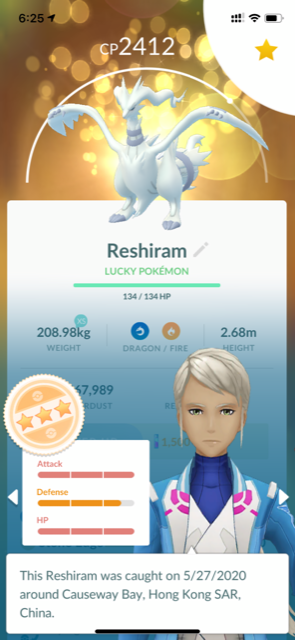 6:25
CP2412
Reshiram
LUCKY POKÉMON
134 / 134 HP
XS
208.98kg
WEIGHT
DRAGON / FIRE
2.68m
HEIGHT
67,989
Attack
Defense
HP
This Reshiram was caught on 5/27/2020
around Causeway Bay, Hong Kong SAR,
China.